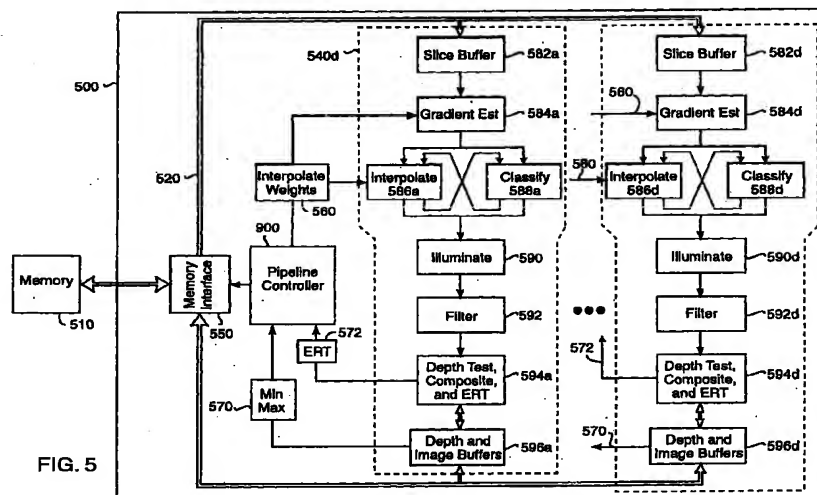 500
520
540d
Slice Buffer
582a
Gradient Est
584a
Interpolate
586a
Classify
588a
Interpolate
Weights
560
Illuminate
590
Filter
592
Depth Test,
Composite,
and ERT
594a
Depth and
Image Buffers
596a
900
Pipeline
Controller
ERT
572
Min
Max
570
Memory
510
Memory
Interface
550
Slice Buffer
582d
560
Gradient Est
584d
560
Interpolate
586d
Classify
588d
Illuminate
590d
Filter
592d
572
Depth Test,
Composite,
and ERT
594d
570
Depth and
Image Buffers
596d
FIG. 5